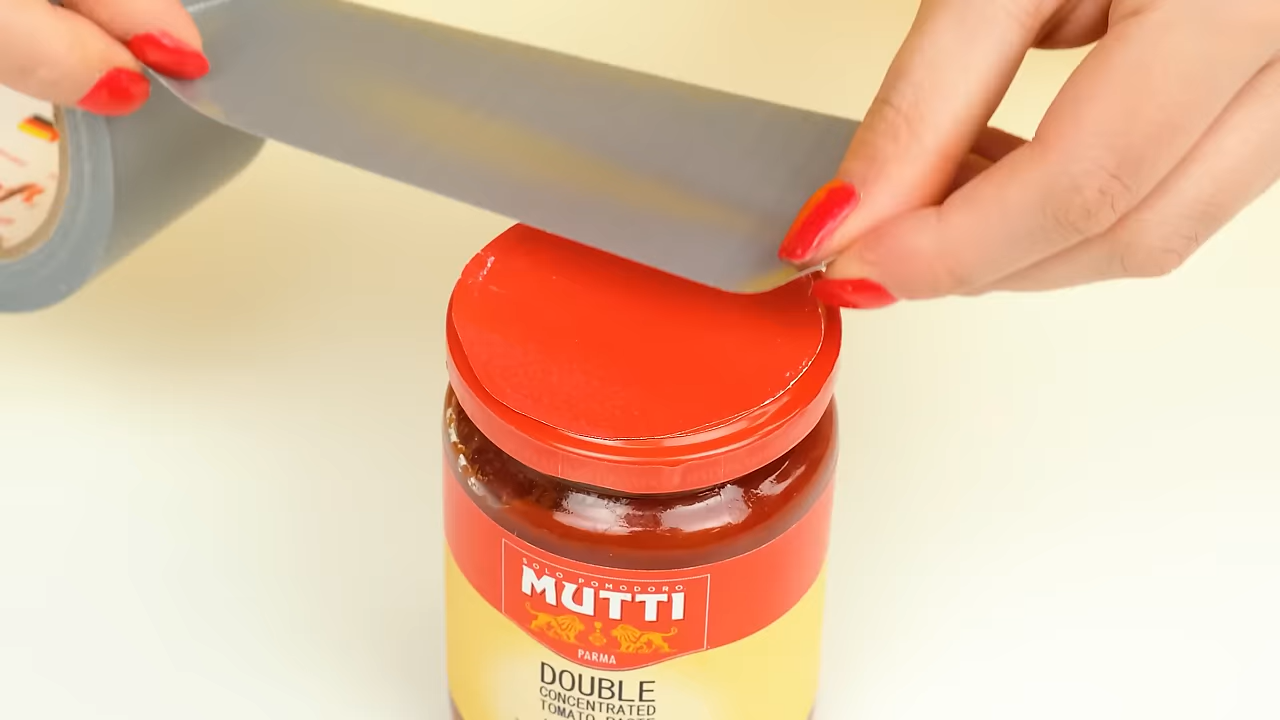 SOLO POMODORO
MUTTI
PARMA
DOUBLE
CONCENTRATED
TOMATO PASTE